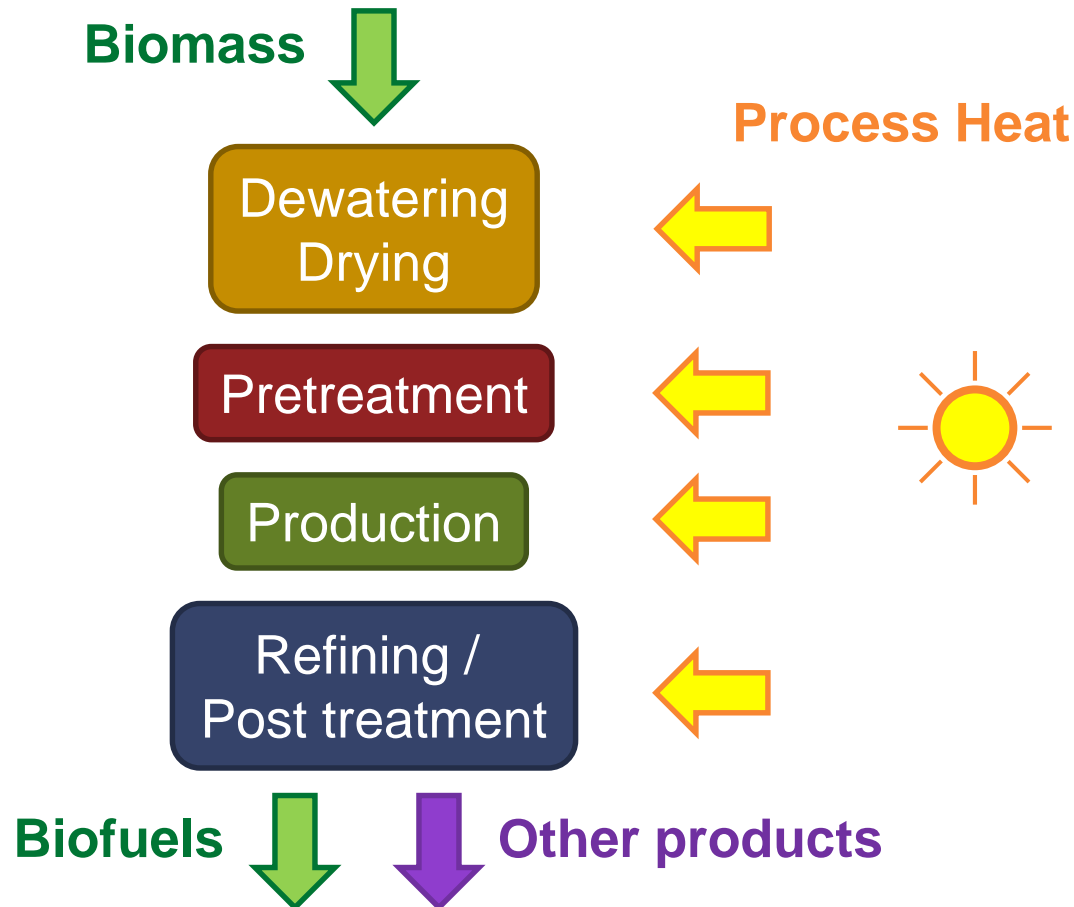 Biomass
Process Heat
Dewatering
Drying
Pretreatment
Production
Refining /
Post treatment
Biofuels
Other products